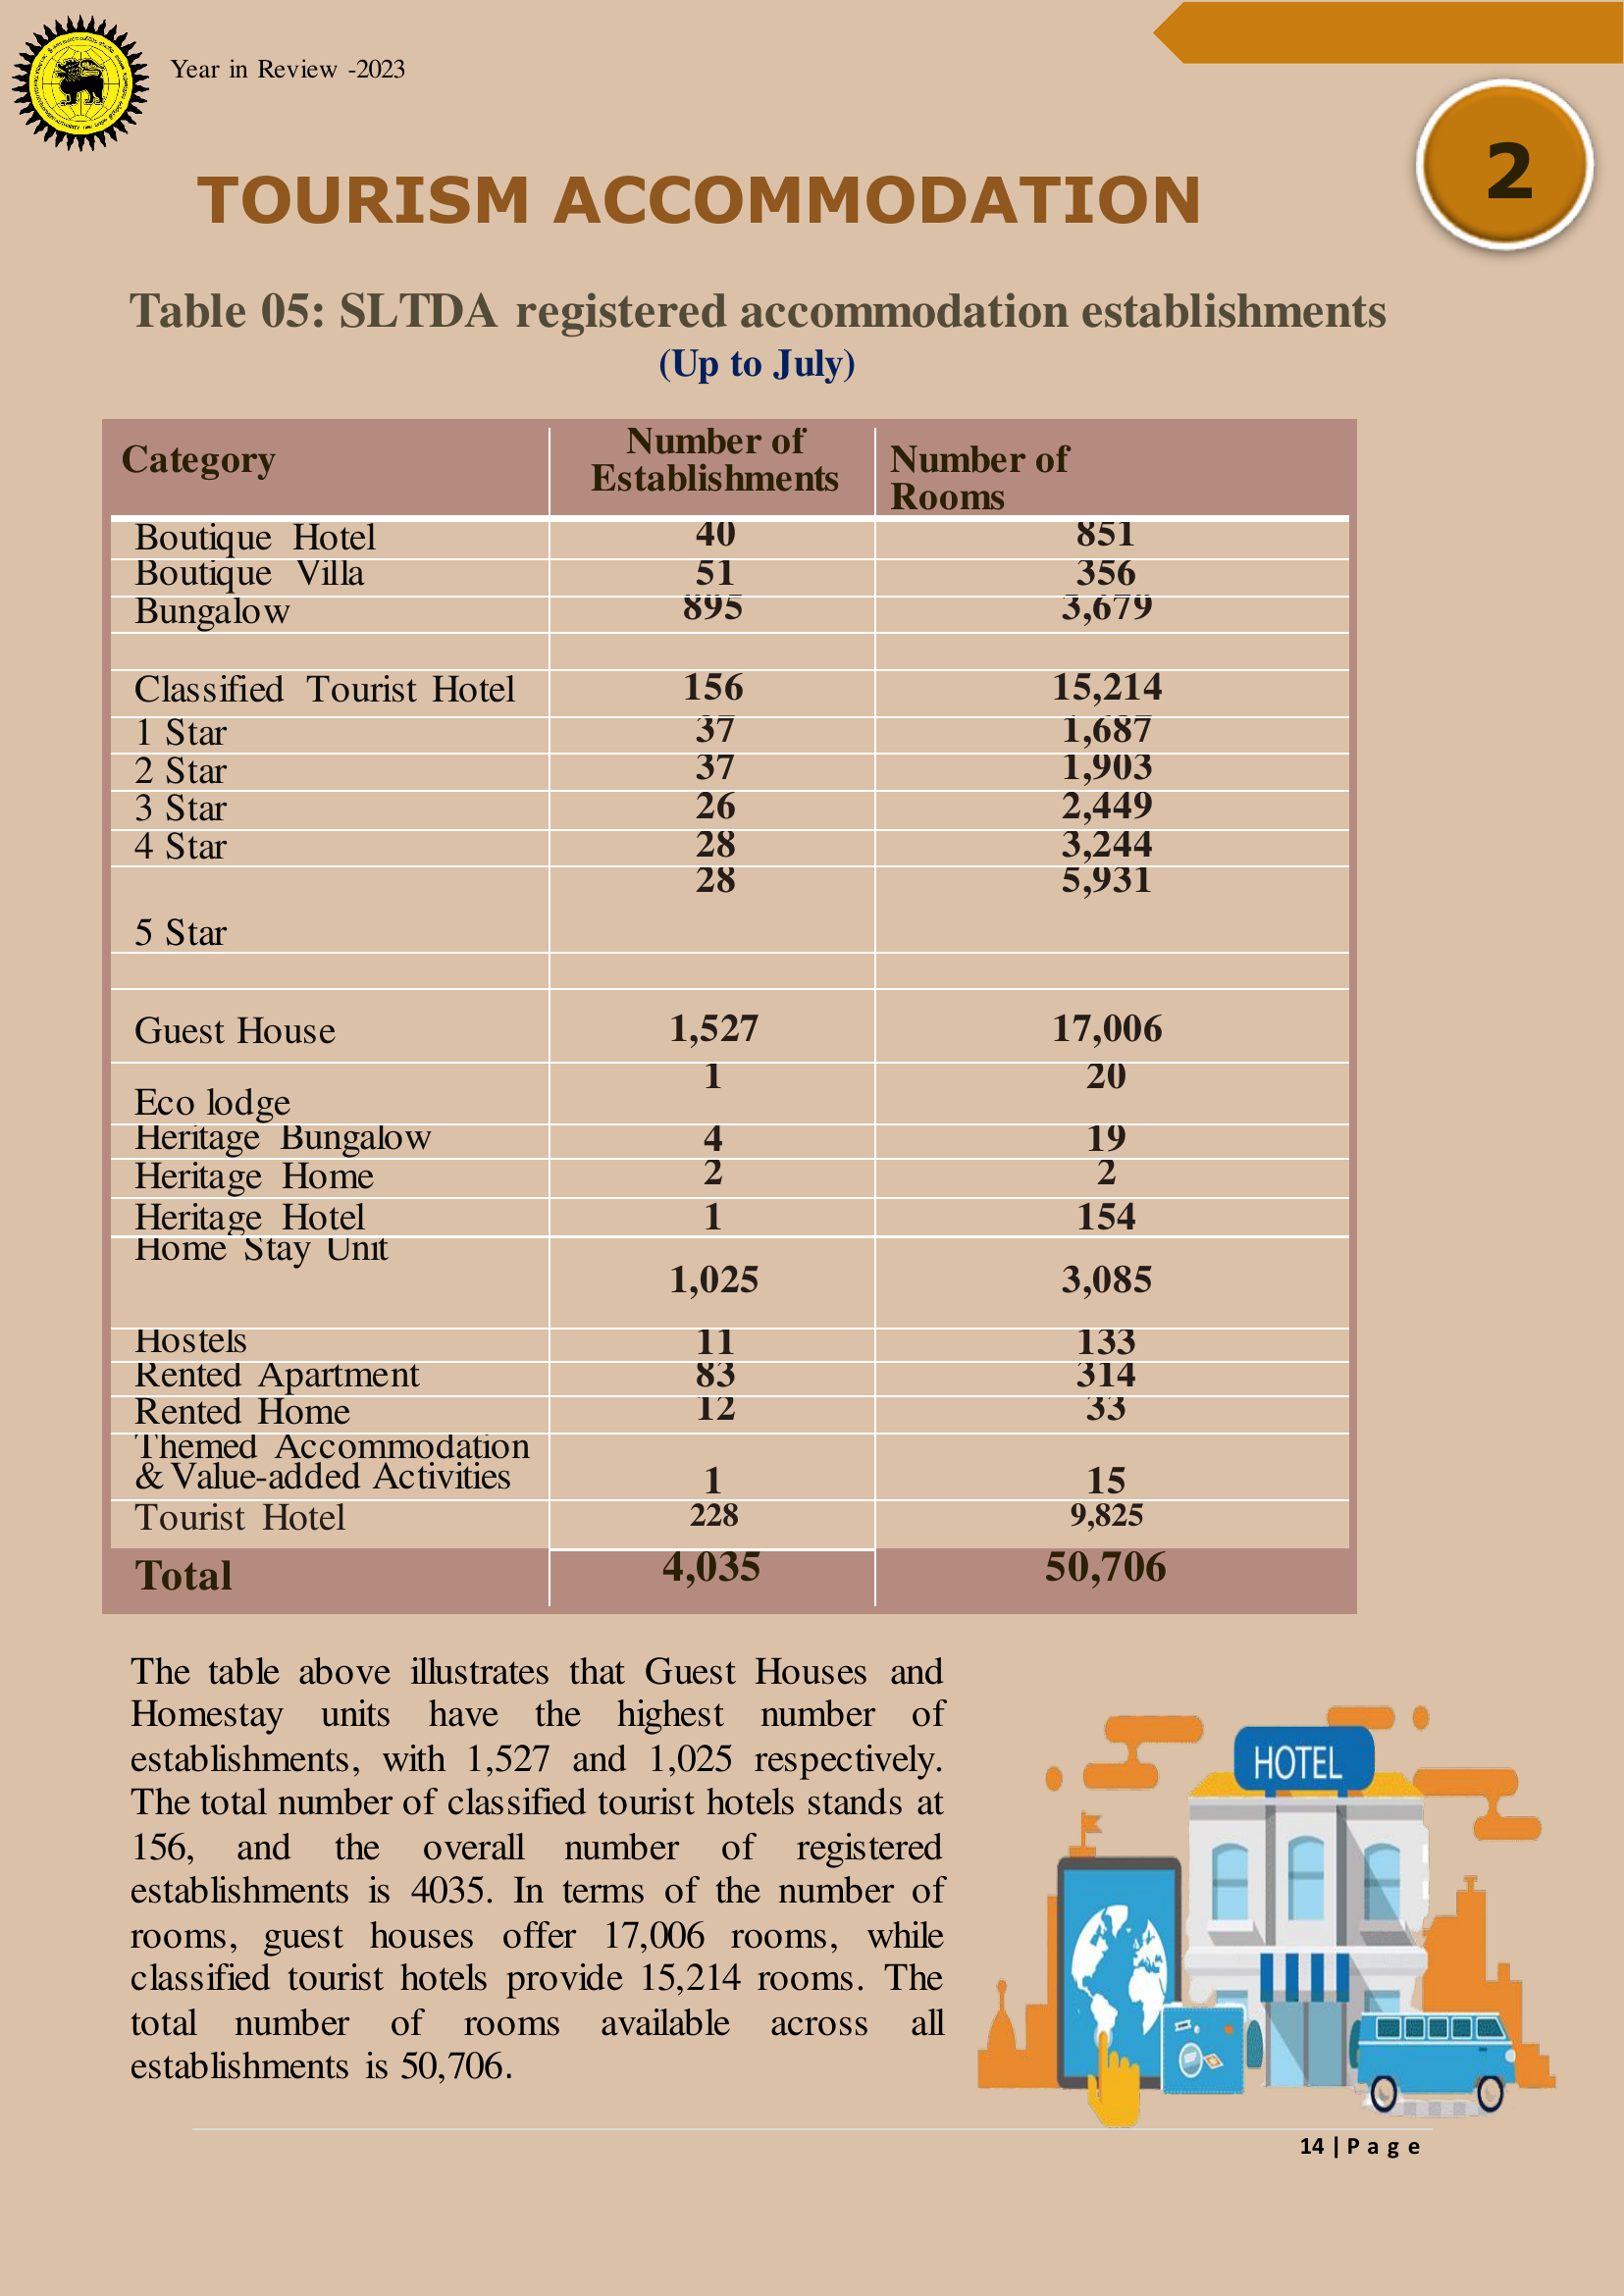 Year in Review -2023
2
TOURISM ACCOMMODATION
Table 05: SLTDA registered accommodation establishments
(Up to July)
Category Number of Establishments Number of Rooms
Boutique Hotel 40 851
Boutique Villa 51 356
Bungalow 895 3,679
Classified Tourist Hotel 156 15,214
1 Star 37 1,687
2 Star 37 1,903
3 Star 26 2,449
4 Star 28 3,244
5 Star 28 5,931
Guest House 1,527 17,006
Eco lodge 1 20
Heritage Bungalow 4 19
Heritage Home 2 2
Heritage Hotel 1 154
Home Stay Unit 1,025 3,085
Hostels 11 133
Rented Apartment 83 314
Rented Home 12 33
Themed Accommodation
& Value-added Activities 1 15
Tourist Hotel 228 9,825
Total 4,035 50,706
The table above illustrates that Guest Houses and
Homestay units have the highest number of
establishments, with 1,527 and 1,025 respectively.
The total number of classified tourist hotels stands at
156, and the overall number of registered
establishments is 4035. In terms of the number of
rooms, guest houses offer 17,006 rooms, while
classified tourist hotels provide 15,214 rooms. The
total number of rooms available across all
establishments is 50,706.
HOTEL
14 | P a g e